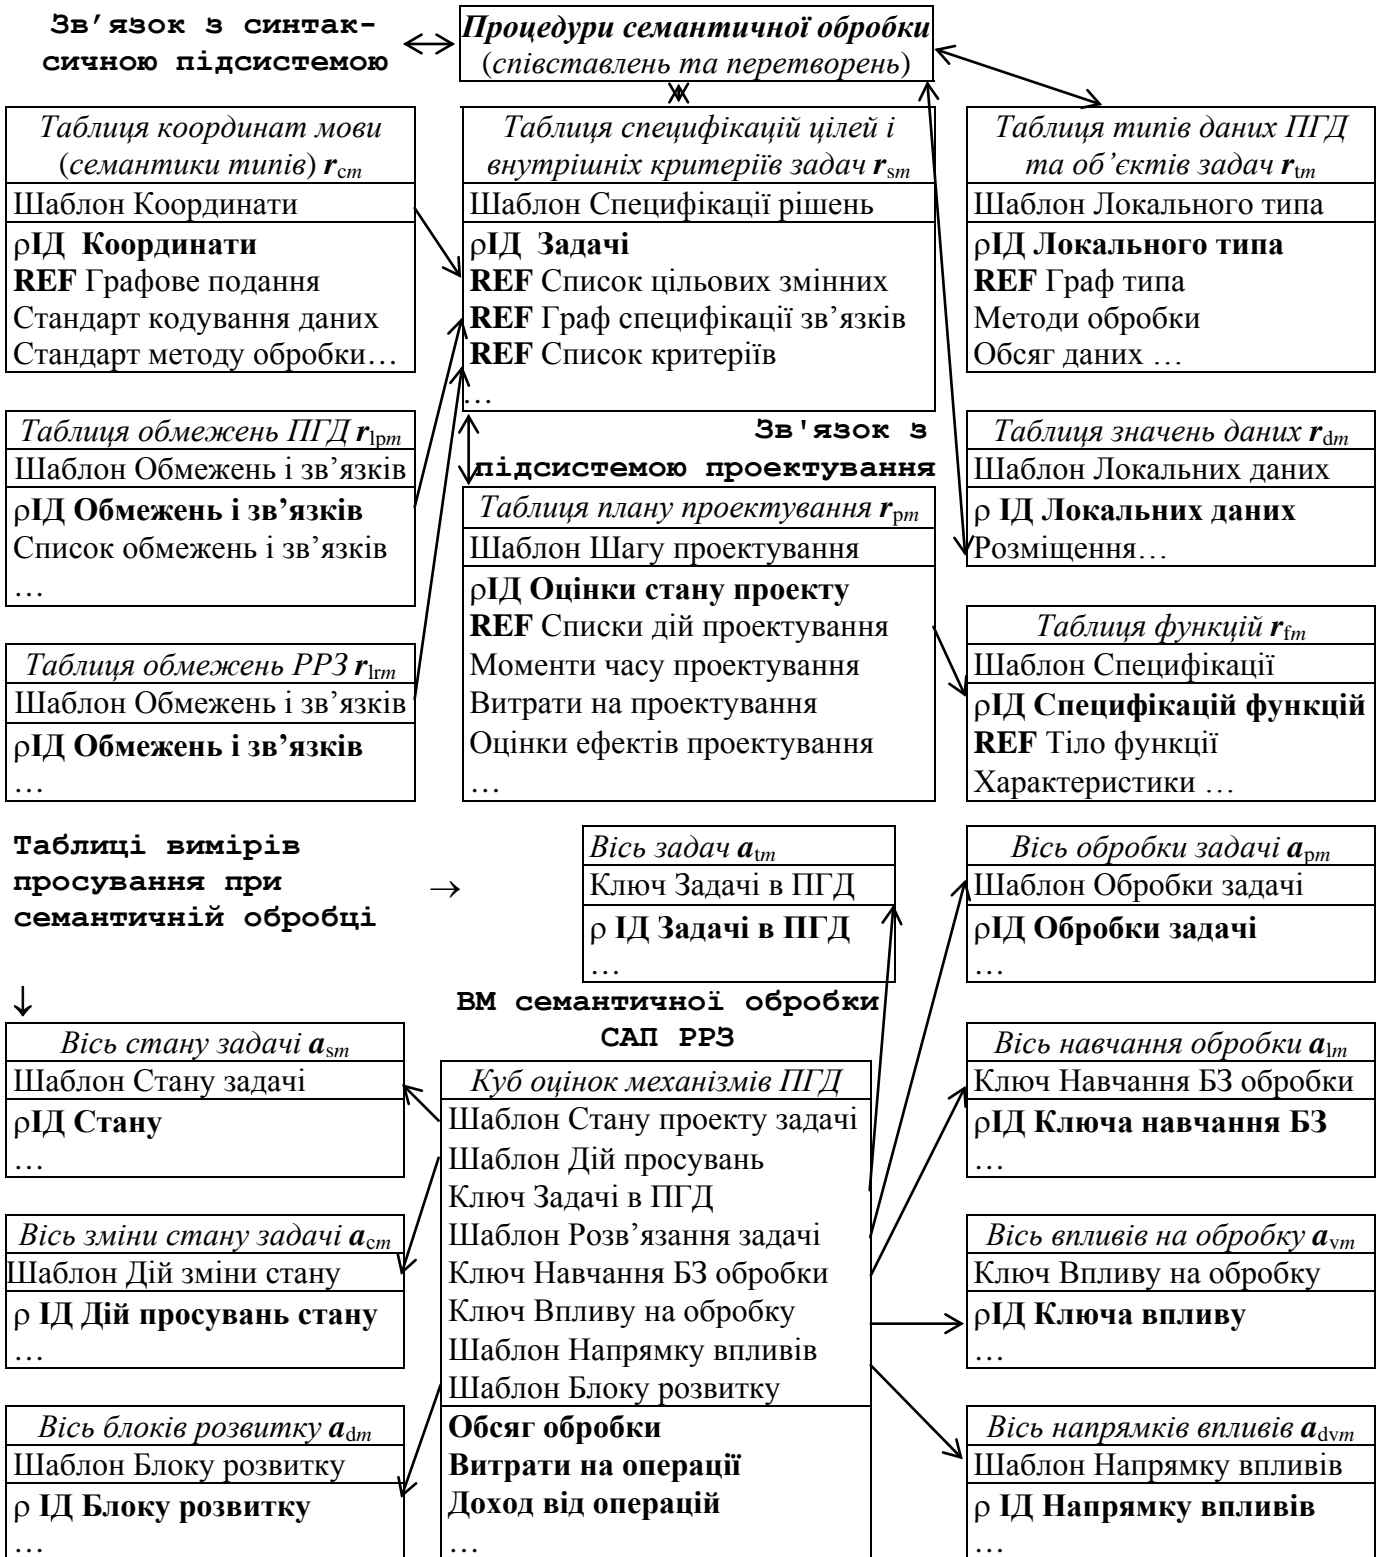 Зв’язок з синтак-
сичною підсистемою
Процедури семантичної обробки
(співставлень та перетворень)
Таблиця координат мови
(семантики типів) rcm
Шаблон Координати
ρІД Координати
REF Графове подання
Стандарт кодування даних
Стандарт методу обробки…
Таблиця специфікацій цілей і
внутрішніх критеріїв задач rsm
Шаблон Специфікації рішень
ρІД Задачі
REF Список цільових змінних
REF Граф специфікації зв’язків
REF Список критеріїв
…
Таблиця типів даних ПГД
та об’єктів задач rtm
Шаблон Локального типа
ρІД Локального типа
REF Граф типа
Методи обробки
Обсяг даних …
Таблиця обмежень ПГД rlpm
Шаблон Обмежень і зв’язків
ρІД Обмежень і зв’язків
Список обмежень і зв’язків
…
Зв'язок з
підсистемою проектування
Таблиця значень даних rdm
Шаблон Локальних даних
ρ ІД Локальних даних
Розміщення…
Таблиця плану проектування rpm
Шаблон Шагу проектування
ρІД Оцінки стану проекту
REF Списки дій проектування
Моменти часу проектування
Витрати на проектування
Оцінки ефектів проектування
…
Таблиця обмежень РРЗ rlrm
Шаблон Обмежень і зв’язків
ρІД Обмежень і зв’язків
…
Таблиця функцій rfm
Шаблон Специфікації
ρІД Специфікацій функцій
REF Тіло функції
Характеристики …
Таблиці вимірів
просування при →
семантичній обробці
↓
Вісь задач atm
Ключ Задачі в ПГД
ρ ІД Задачі в ПГД
…
Вісь обробки задачі apm
Шаблон Обробки задачі
ρІД Обробки задачі
…
ВМ семантичної обробки
САП РРЗ
Вісь стану задачі asm
Шаблон Стану задачі
ρІД Стану
…
Куб оцінок механізмів ПГД
Шаблон Стану проекту задачі
Шаблон Дій просувань
Ключ Задачі в ПГД
Шаблон Розв’язання задачі
Ключ Навчання БЗ обробки
Ключ Впливу на обробку
Шаблон Напрямку впливів
Шаблон Блоку розвитку
Обсяг обробки
Витрати на операції
Доход від операцій
…
Вісь навчання обробки alm
Ключ Навчання БЗ обробки
ρІД Ключа навчання БЗ
…
Вісь зміни стану задачі acm
Шаблон Дій зміни стану
ρ ІД Дій просувань стану
…
Вісь впливів на обробку avm
Ключ Впливу на обробку
ρІД Ключа впливу
…
Вісь блоків розвитку adm
Шаблон Блоку розвитку
ρ ІД Блоку розвитку
…
Вісь напрямків впливів advm
Шаблон Напрямку впливів
ρ ІД Напрямку впливів
…